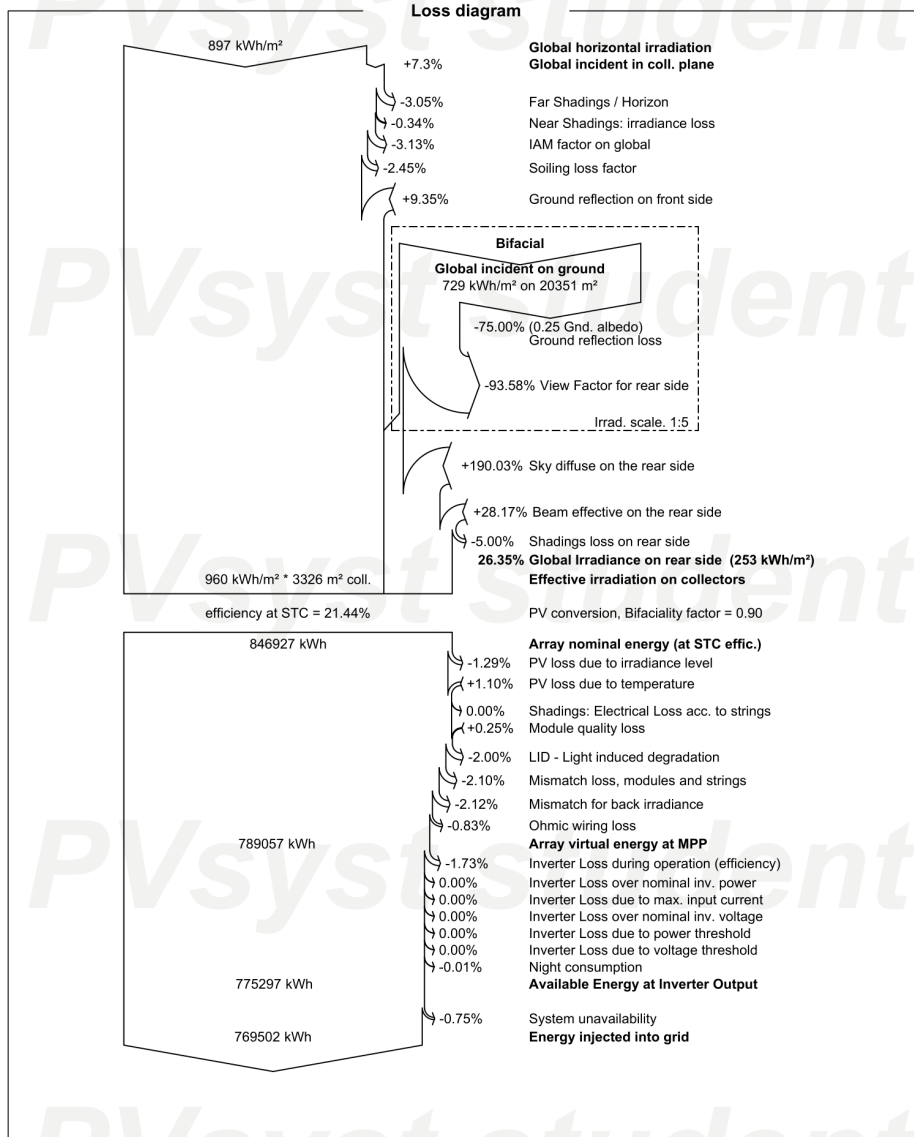 Loss diagram
897 kWh/m² Global horizontal irradiation
+7.3% Global incident in coll. plane
-3.05% Far Shadings / Horizon
-0.34% Near Shadings: irradiance loss
-3.13% IAM factor on global
-2.45% Soiling loss factor
+9.35% Ground reflection on front side
Bifacial
Global incident on ground
729 kWh/m² on 20351 m²
-75.00% (0.25 Gnd. albedo)
Ground reflection loss
-93.58% View Factor for rear side
Irrad. scale. 1:5
+190.03% Sky diffuse on the rear side
+28.17% Beam effective on the rear side
-5.00% Shadings loss on rear side
26.35% Global Irradiance on rear side (253 kWh/m²)
960 kWh/m² * 3326 m² coll. Effective irradiation on collectors
efficiency at STC = 21.44% PV conversion, Bifaciality factor = 0.90
846927 kWh Array nominal energy (at STC effic.)
-1.29% PV loss due to irradiance level
+1.10% PV loss due to temperature
0.00% Shadings: Electrical Loss acc. to strings
+0.25% Module quality loss
-2.00% LID - Light induced degradation
-2.10% Mismatch loss, modules and strings
-2.12% Mismatch for back irradiance
-0.83% Ohmic wiring loss
789057 kWh Array virtual energy at MPP
-1.73% Inverter Loss during operation (efficiency)
0.00% Inverter Loss over nominal inv. power
0.00% Inverter Loss due to max. input current
0.00% Inverter Loss over nominal inv. voltage
0.00% Inverter Loss due to power threshold
0.00% Inverter Loss due to voltage threshold
-0.01% Night consumption
775297 kWh Available Energy at Inverter Output
-0.75% System unavailability
769502 kWh Energy injected into grid
PVsyst student
PVsyst student
PVsyst student
PVsyst student
PVsyst student